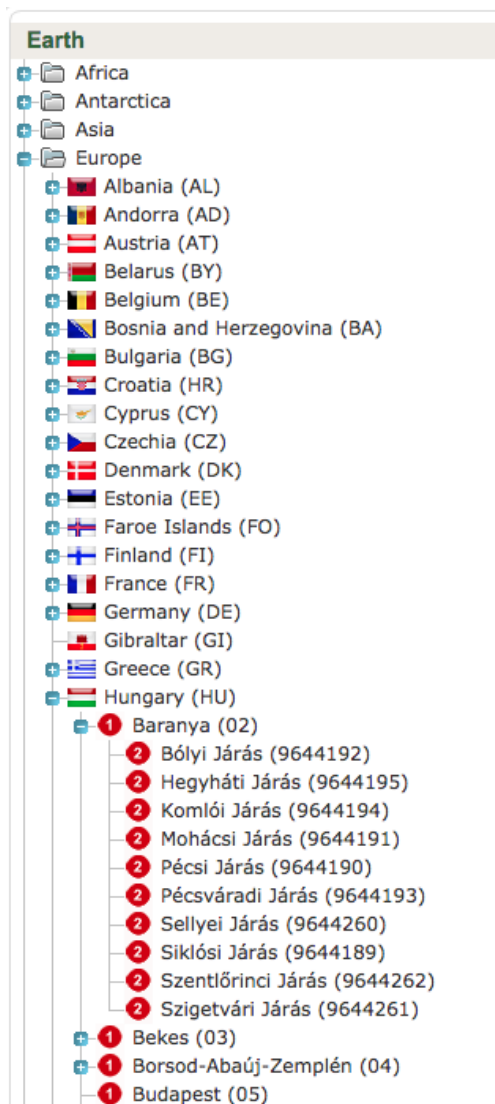 Earth
Africa
Antarctica
Asia
Europe
Albania (AL)
Andorra (AD)
Austria (AT)
Belarus (BY)
Belgium (BE)
Bosnia and Herzegovina (BA)
Bulgaria (BG)
Croatia (HR)
Cyprus (CY)
Czechia (CZ)
Denmark (DK)
Estonia (EE)
Faroe Islands (FO)
Finland (FI)
France (FR)
Germany (DE)
Gibraltar (GI)
Greece (GR)
Hungary (HU)
1 Baranya (02)
2 Bólyi Járás (9644192)
2 Hegyháti Járás (9644195)
2 Komlói Járás (9644194)
2 Mohácsi Járás (9644191)
2 Pécsi Járás (9644190)
2 Pécsváradi Járás (9644193)
2 Sellyei Járás (9644260)
2 Siklósi Járás (9644189)
2 Szentlőrinci Járás (9644262)
2 Szigetvári Járás (9644261)
1 Bekes (03)
1 Borsod-Abaúj-Zemplén (04)
1 Budapest (05)